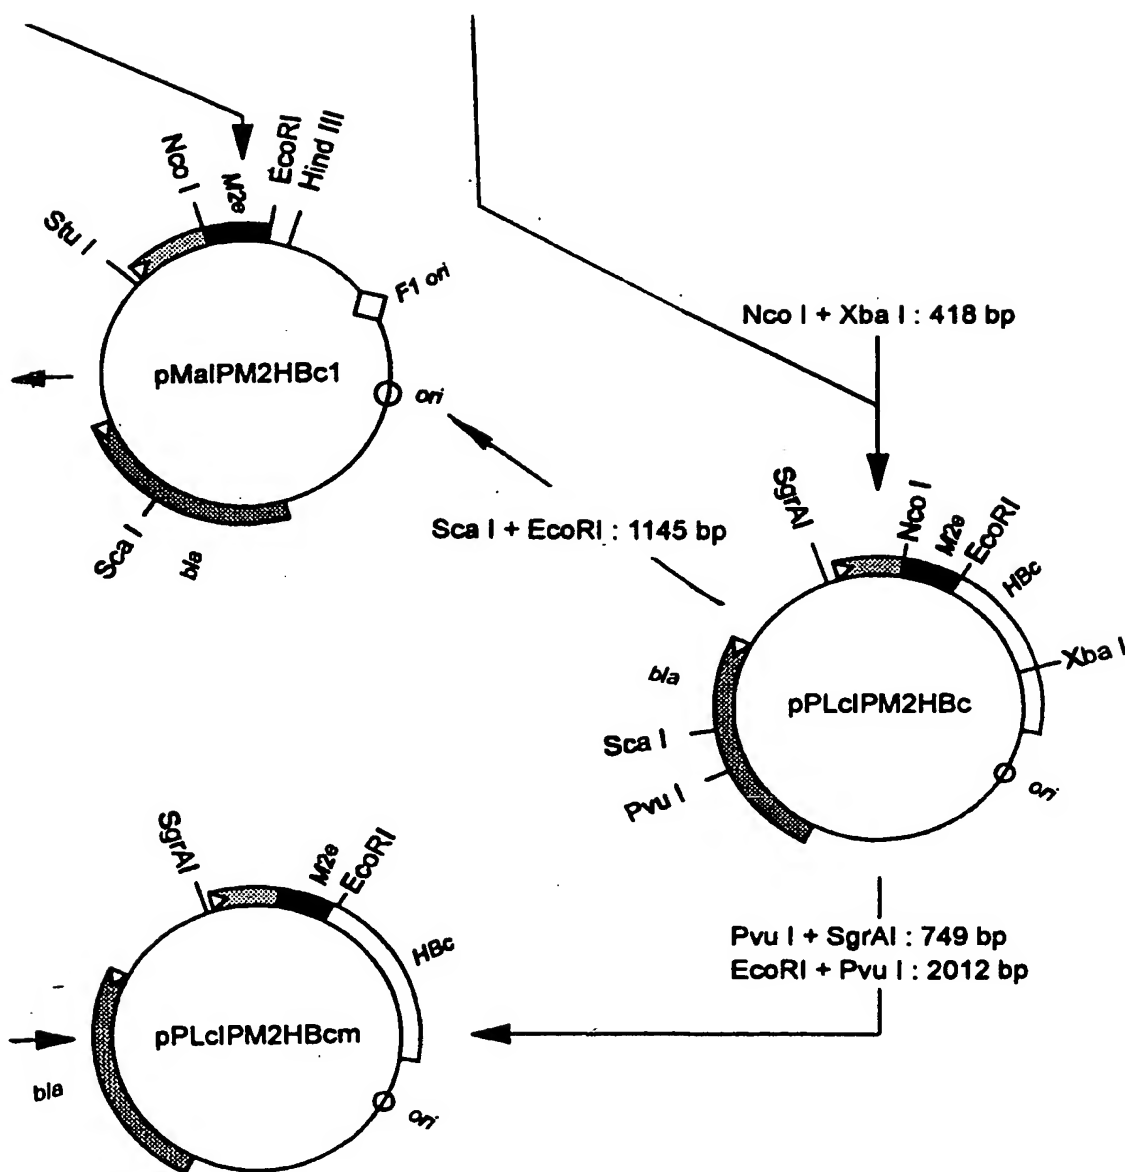 Nco I
M2e
EcoRI
Hind III
Stu I
F1 ori
pMalPM2HBc1
ori
Sca I
bla
Nco I + Xba I : 418 bp
Sca I + EcoRI : 1145 bp
SgrAI
Nco I
M2e
EcoRI
HBc
Xba I
bla
pPLcIPM2HBc
Sca I
Pvu I
ori
Pvu I + SgrAI : 749 bp
EcoRI + Pvu I : 2012 bp
SgrAI
M2e
EcoRI
HBc
pPLcIPM2HBcm
bla
ori